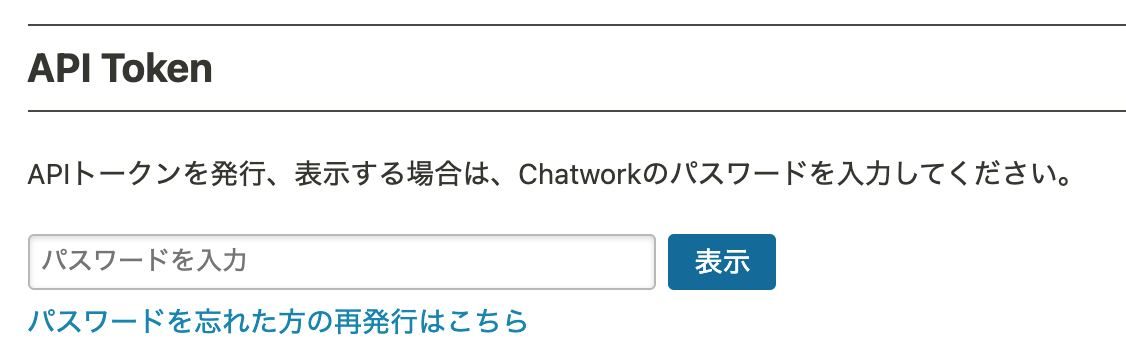 API Token
APIトークンを発行、表示する場合は、Chatworkのパスワードを入力してください。
パスワードを入力
表示
パスワードを忘れた方の再発行はこちら